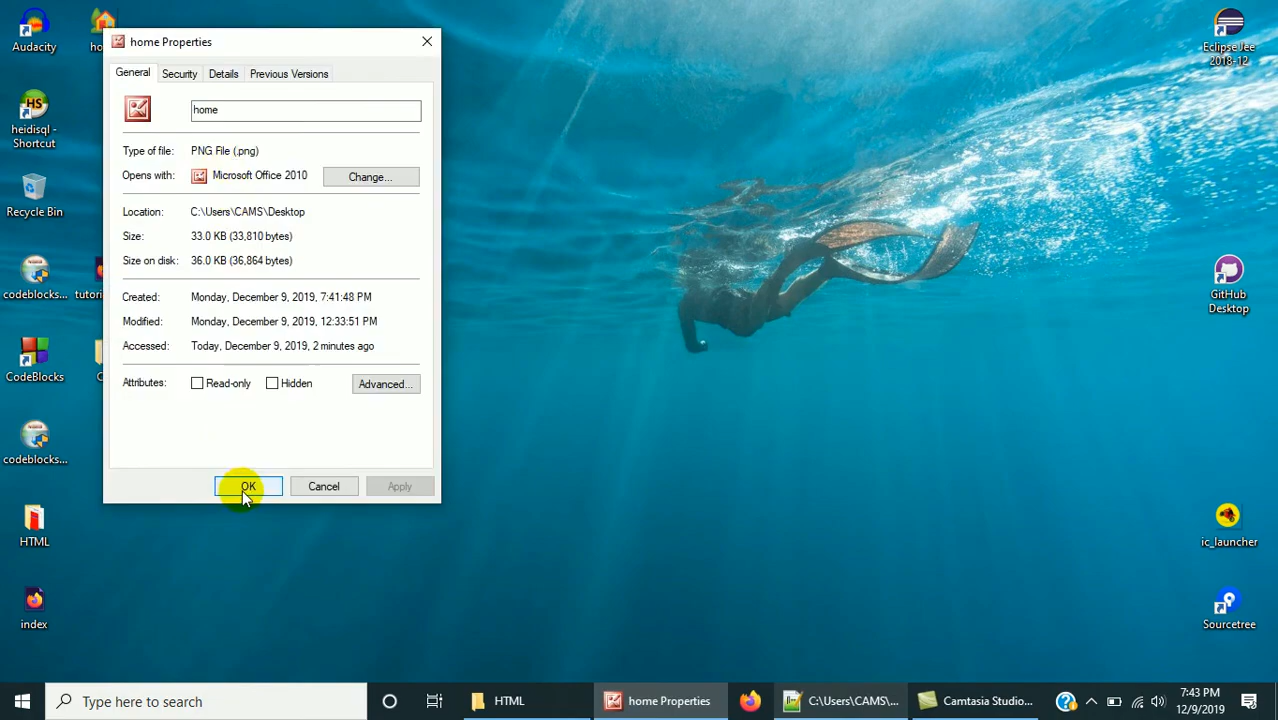 Audacity
ho
heidisql -
Shortcut
Recycle Bin
codeblocks...
tutori
CodeBlocks
C
codeblocks...
HTML
index
home Properties
General
Security
Details
Previous Versions
home
Type of file:
PNG File (.png)
Opens with:
Microsoft Office 2010
Change...
Location:
C:\Users\CAMS\Desktop
Size:
33.0 KB (33,810 bytes)
Size on disk:
36.0 KB (36,864 bytes)
Created:
Monday, December 9, 2019, 7:41:48 PM
Modified:
Monday, December 9, 2019, 12:33:51 PM
Accessed:
Today, December 9, 2019, 2 minutes ago
Attributes:
Read-only
Hidden
Advanced...
OK
Cancel
Apply
Eclipse Jee
2018-12
GitHub
Desktop
ic_launcher
Sourcetree
Type here to search
HTML
home Properties
C:\Users\CAMS\...
Camtasia Studio...
7:43 PM
12/9/2019